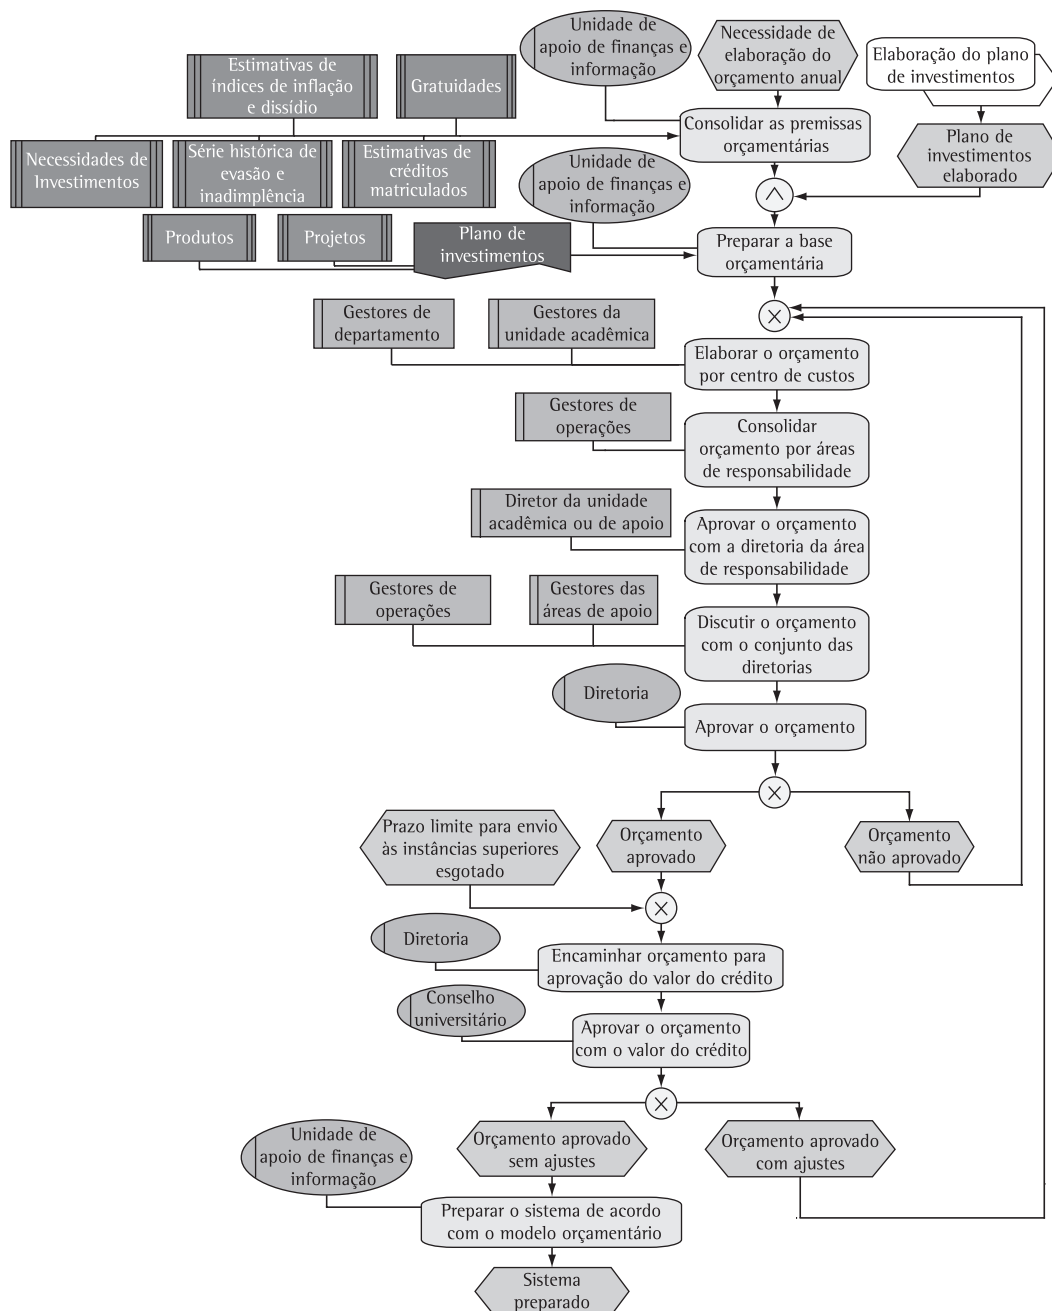 Unidade de
apoio de finanças e
informação
Necessidade de
elaboração do
orçamento anual
Elaboração do plano
de investimentos
Estimativas de
índices de inflação
e dissídio
Gratuidades
Consolidar as premissas
orçamentárias
Plano de
investimentos
elaborado
Necessidades de
Investimentos
Série histórica de
evasão e
inadimplência
Estimativas de
créditos
matriculados
Unidade de
apoio de finanças e
informação
Produtos
Projetos
Plano de
investimentos
Preparar a base
orçamentária
Gestores de
departamento
Gestores da
unidade acadêmica
Elaborar o orçamento
por centro de custos
Gestores de
operações
Consolidar
orçamento por áreas
de responsabilidade
Diretor da unidade
acadêmica ou de apoio
Aprovar o orçamento
com a diretoria da área
de responsabilidade
Gestores de
operações
Gestores das
áreas de apoio
Discutir o orçamento
com o conjunto das
diretorias
Diretoria
Aprovar o orçamento
Prazo limite para envio
às instâncias superiores
esgotado
Orçamento
aprovado
Orçamento
não aprovado
Diretoria
Encaminhar orçamento para
aprovação do valor do crédito
Conselho
universitário
Aprovar o orçamento
com o valor do crédito
Unidade de
apoio de finanças e
informação
Orçamento aprovado
sem ajustes
Orçamento aprovado
com ajustes
Preparar o sistema de acordo
com o modelo orçamentário
Sistema
preparado